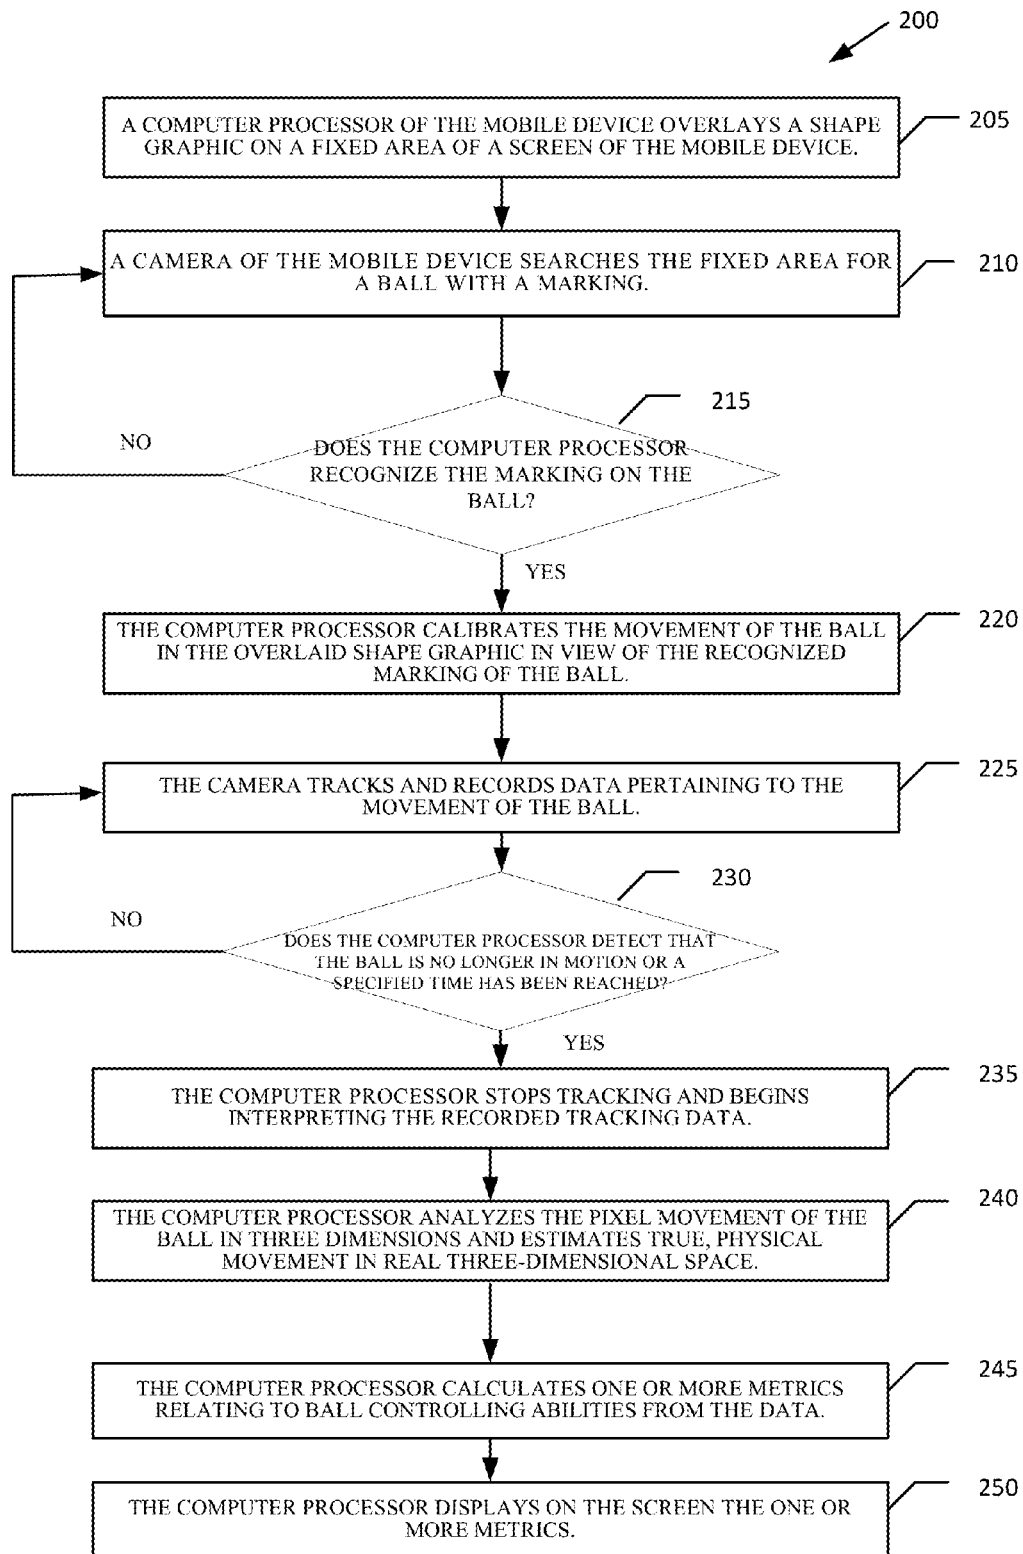 200
A COMPUTER PROCESSOR OF THE MOBILE DEVICE OVERLAYS A SHAPE
GRAPHIC ON A FIXED AREA OF A SCREEN OF THE MOBILE DEVICE.
205
A CAMERA OF THE MOBILE DEVICE SEARCHES THE FIXED AREA FOR
A BALL WITH A MARKING.
210
215
NO
DOES THE COMPUTER PROCESSOR
RECOGNIZE THE MARKING ON THE
BALL?
YES
THE COMPUTER PROCESSOR CALIBRATES THE MOVEMENT OF THE BALL
IN THE OVERLAID SHAPE GRAPHIC IN VIEW OF THE RECOGNIZED
MARKING OF THE BALL.
220
THE CAMERA TRACKS AND RECORDS DATA PERTAINING TO THE
MOVEMENT OF THE BALL.
225
230
NO
DOES THE COMPUTER PROCESSOR DETECT THAT
THE BALL IS NO LONGER IN MOTION OR A
SPECIFIED TIME HAS BEEN REACHED?
YES
THE COMPUTER PROCESSOR STOPS TRACKING AND BEGINS
INTERPRETING THE RECORDED TRACKING DATA.
235
THE COMPUTER PROCESSOR ANALYZES THE PIXEL MOVEMENT OF THE
BALL IN THREE DIMENSIONS AND ESTIMATES TRUE, PHYSICAL
MOVEMENT IN REAL THREE-DIMENSIONAL SPACE.
240
THE COMPUTER PROCESSOR CALCULATES ONE OR MORE METRICS
RELATING TO BALL CONTROLLING ABILITIES FROM THE DATA.
245
THE COMPUTER PROCESSOR DISPLAYS ON THE SCREEN THE ONE OR
MORE METRICS.
250